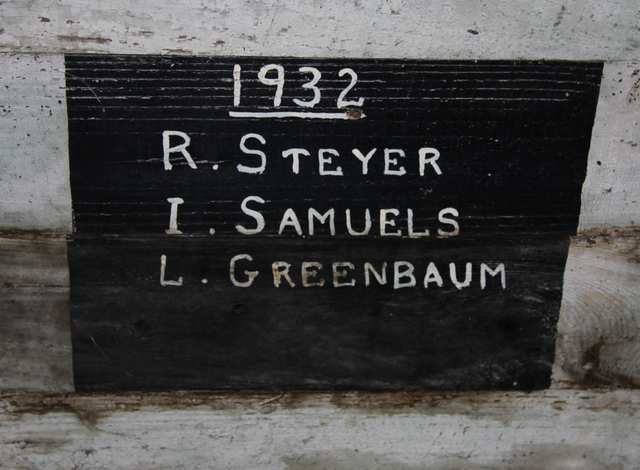 1932
R. STEYER
I. SAMUELS
L. GREENBAUM